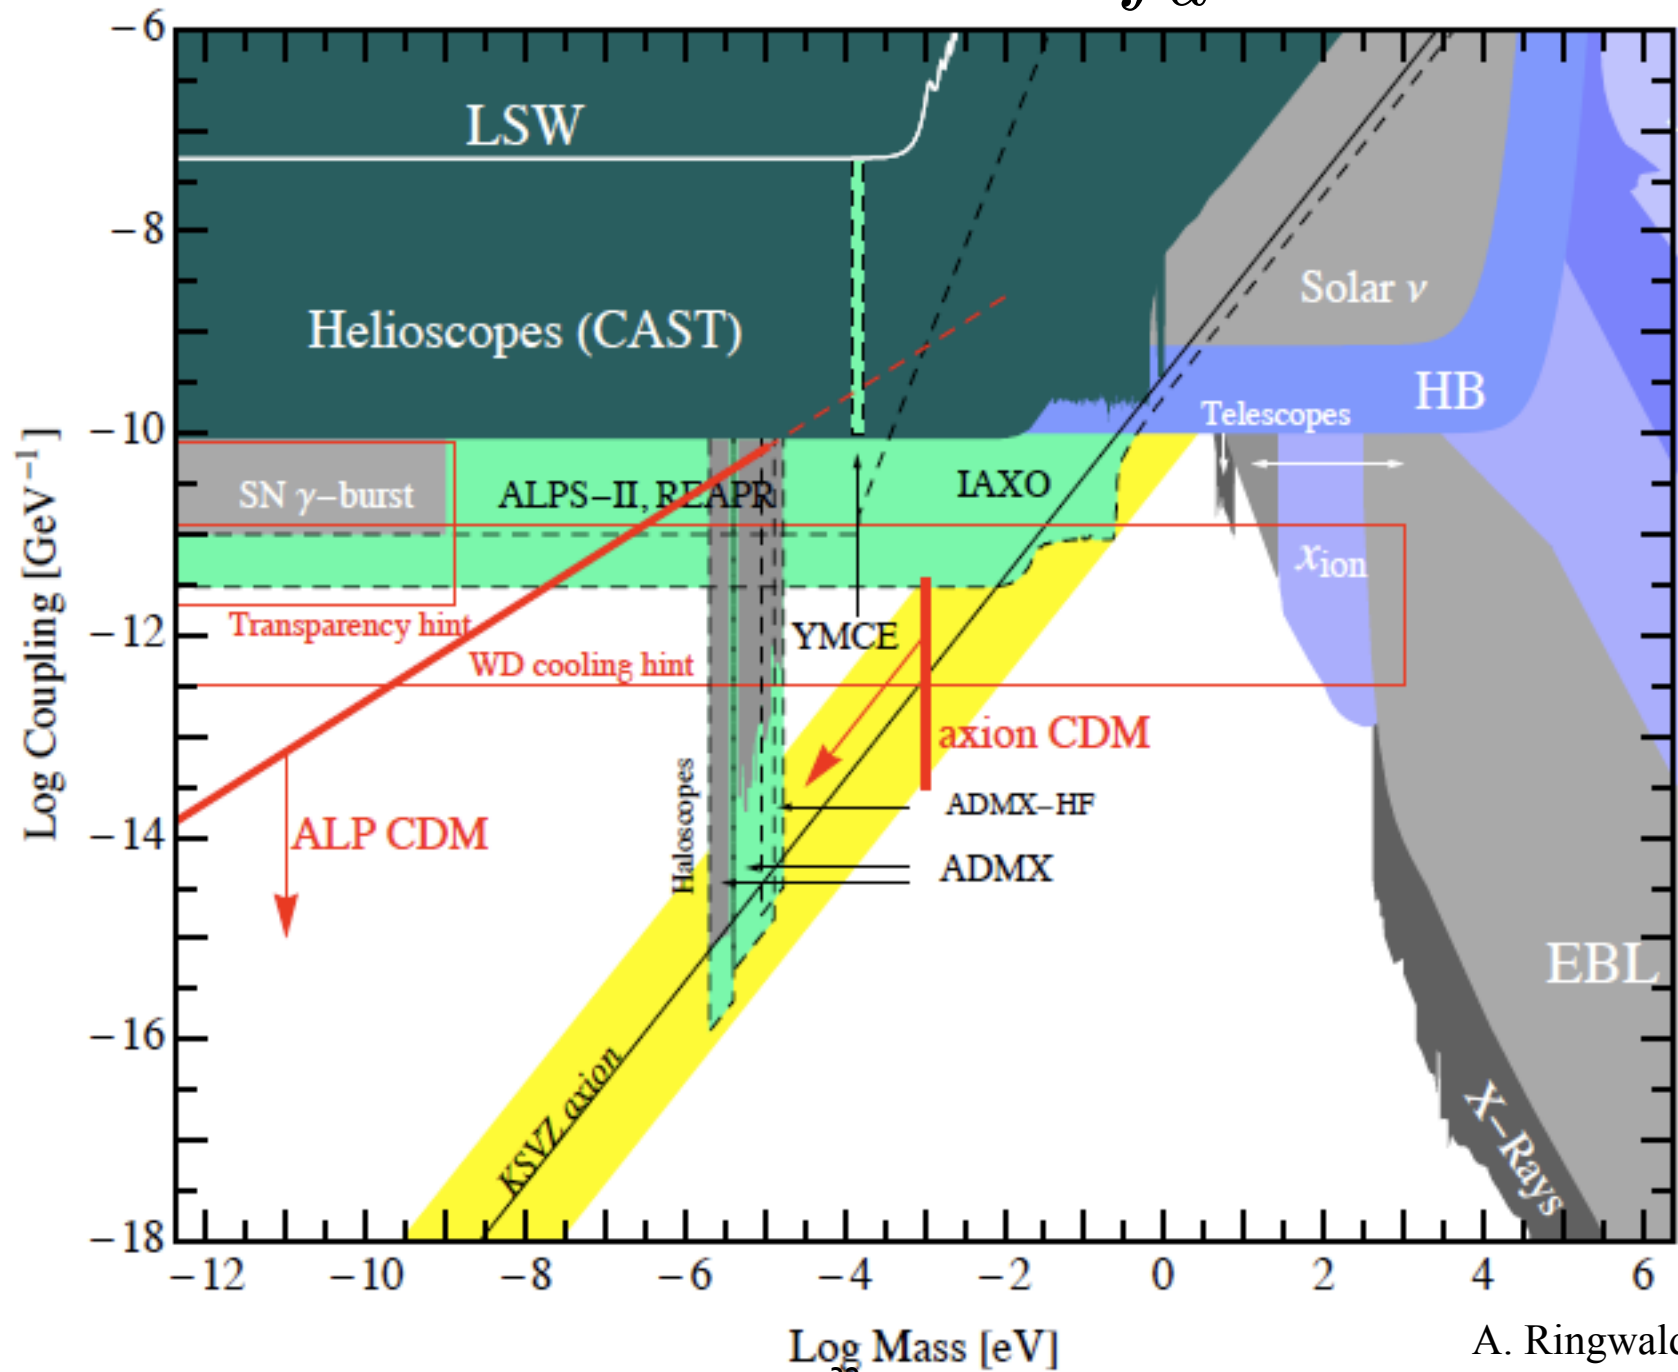 −6
LSW
−8
Solar ν
Helioscopes (CAST)
HB
Telescopes
−10
SN γ−burst
ALPS−II, REAPR
IAXO
x_ion
Transparency hint
−12
YMCE
WD cooling hint
axion CDM
Haloscopes
ADMX−HF
−14
ALP CDM
ADMX
EBL
−16
KSVZ axion
X−Rays
−18
Log Coupling [GeV⁻¹]
−12 −10 −8 −6 −4 −2 0 2 4 6
Log Mass [eV]
A. Ringwald